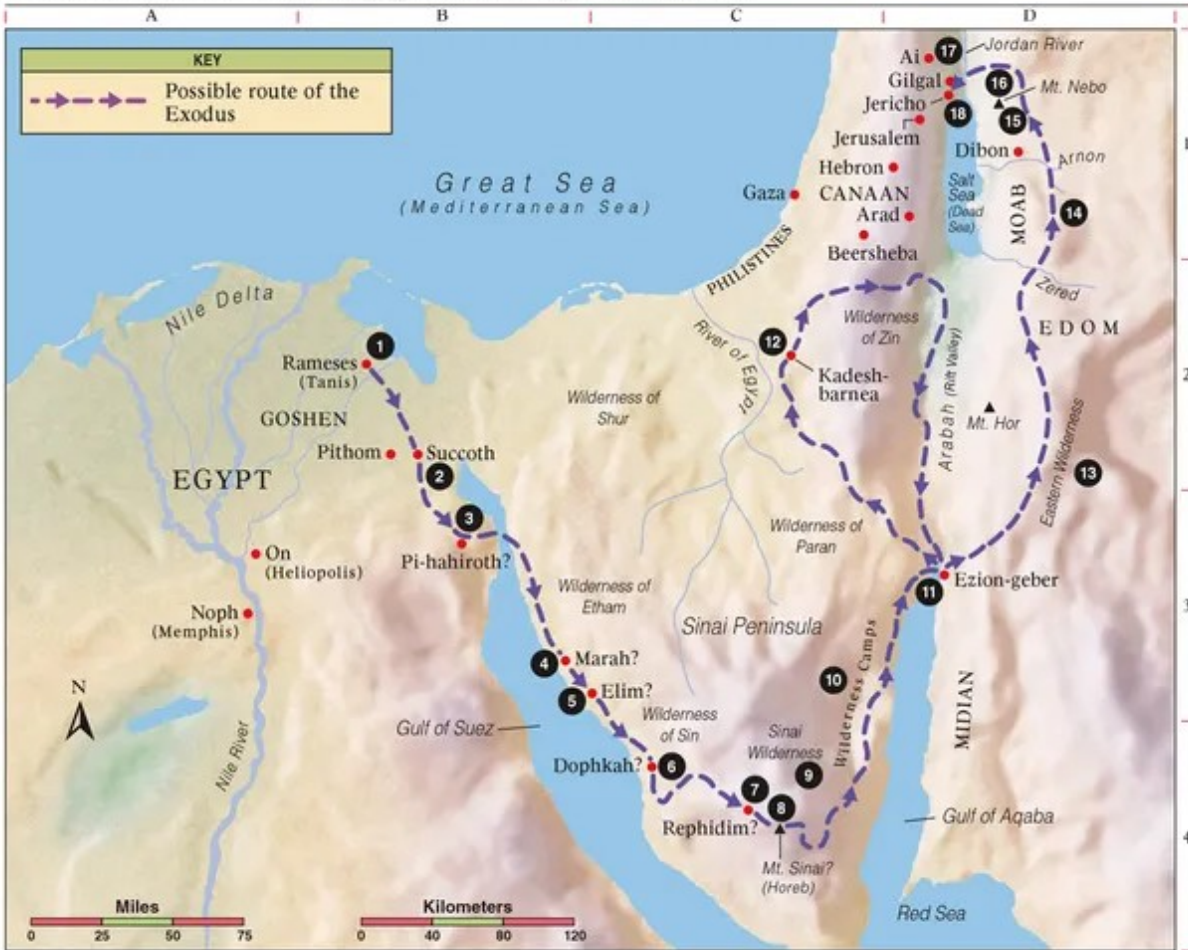 A
B
C
D
KEY
Possible route of the
Exodus
17
Jordan River
Ai
Gilgal
16
Mt. Nebo
Jericho
18
15
Jerusalem
1
Dibon
Arnon
Hebron
Great Sea
(Mediterranean Sea)
Gaza
CANAAN
Salt
Sea
(Dead
Sea)
MOAB
14
Arad
Beersheba
PHILISTINES
Nile Delta
Zered
EDOM
Wilderness
of Zin
1
12
River of Egypt
Rameses
(Tanis)
Kadesh-
barnea
2
Wilderness of
Shur
Arabah (Rift Valley)
Mt. Hor
GOSHEN
Pithom
Succoth
EGYPT
2
Eastern Wilderness
13
3
Wilderness of
Paran
On
(Heliopolis)
Pi-hahiroth?
Ezion-geber
11
Wilderness of
Etham
Noph
(Memphis)
3
Sinai Peninsula
Wilderness Camps
4
Marah?
10
N
5
Elim?
MIDIAN
Wilderness
of Sin
Gulf of Suez
Sinai
Wilderness
Nile River
Dophkah?
6
9
7
8
Rephidim?
Gulf of Aqaba
4
Mt. Sinai?
(Horeb)
Miles
0 25 50 75
Kilometers
0 40 80 120
Red Sea